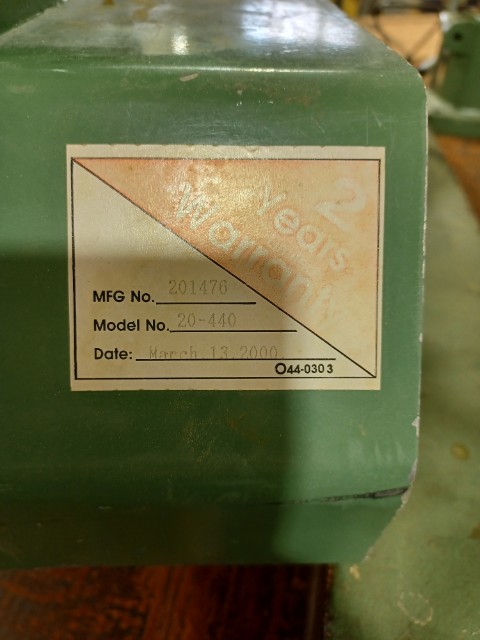 2
Years
Warranty
MFG No. 201476
Model No. 20-440
Date: March.13.2000
O44-0303